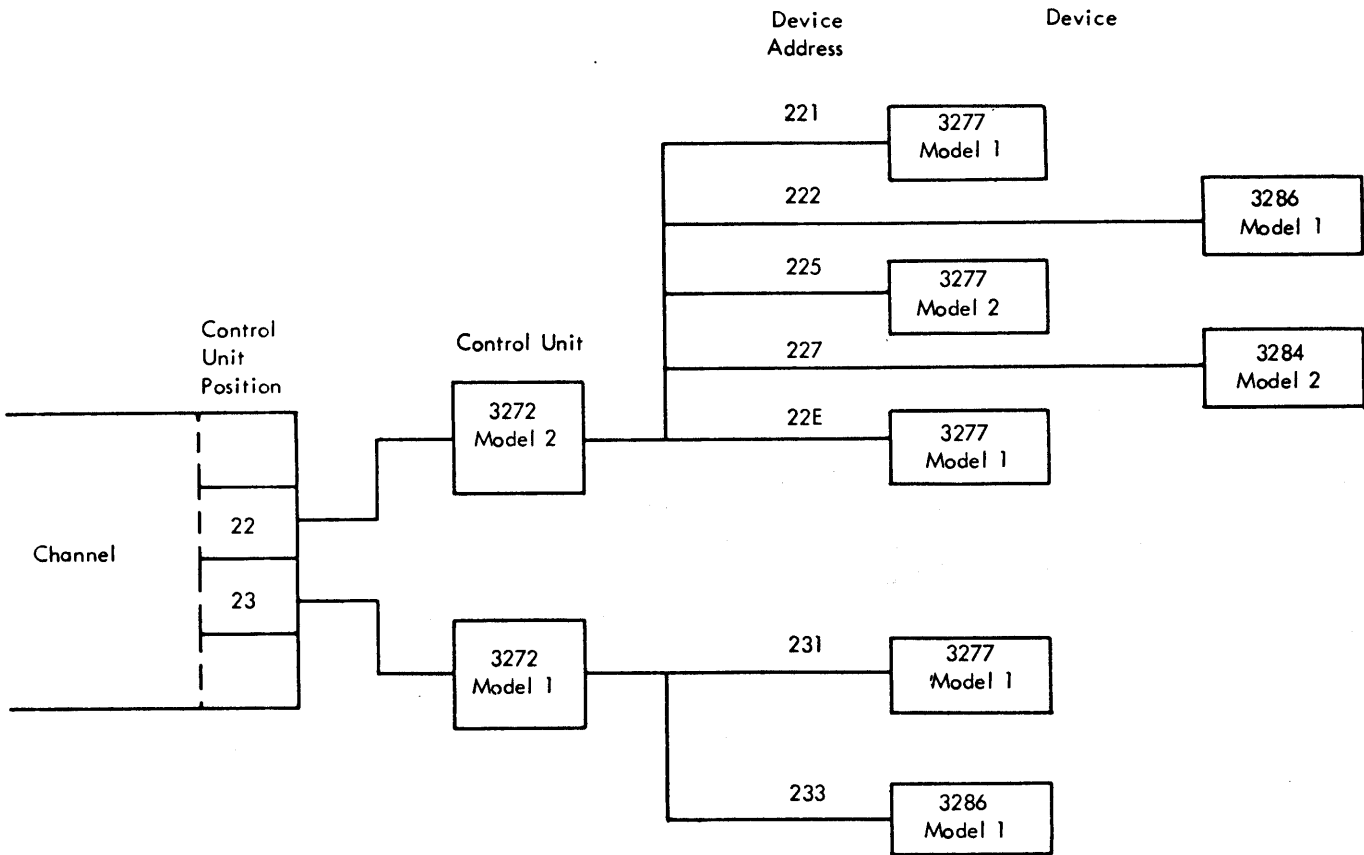 Device
Address
Device
221
3277
Model 1
222
3286
Model 1
225
3277
Model 2
227
3284
Model 2
22E
3277
Model 1
Control
Unit
Position
Control Unit
3272
Model 2
Channel
22
23
3272
Model 1
231
3277
Model 1
233
3286
Model 1